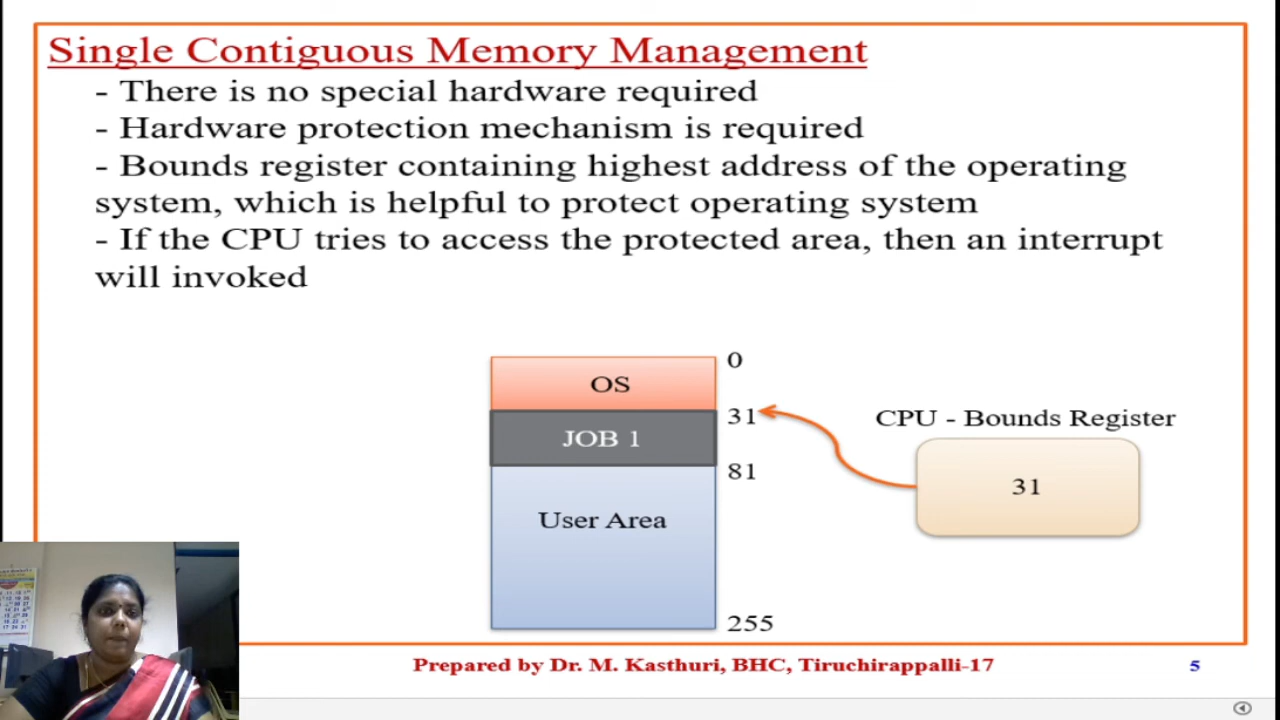 Single Contiguous Memory Management
- There is no special hardware required
- Hardware protection mechanism is required
- Bounds register containing highest address of the operating
system, which is helpful to protect operating system
- If the CPU tries to access the protected area, then an interrupt
will invoked
0
OS
31
JOB 1
81
User Area
255
CPU - Bounds Register
31
Prepared by Dr. M. Kasthuri, BHC, Tiruchirappalli-17
5